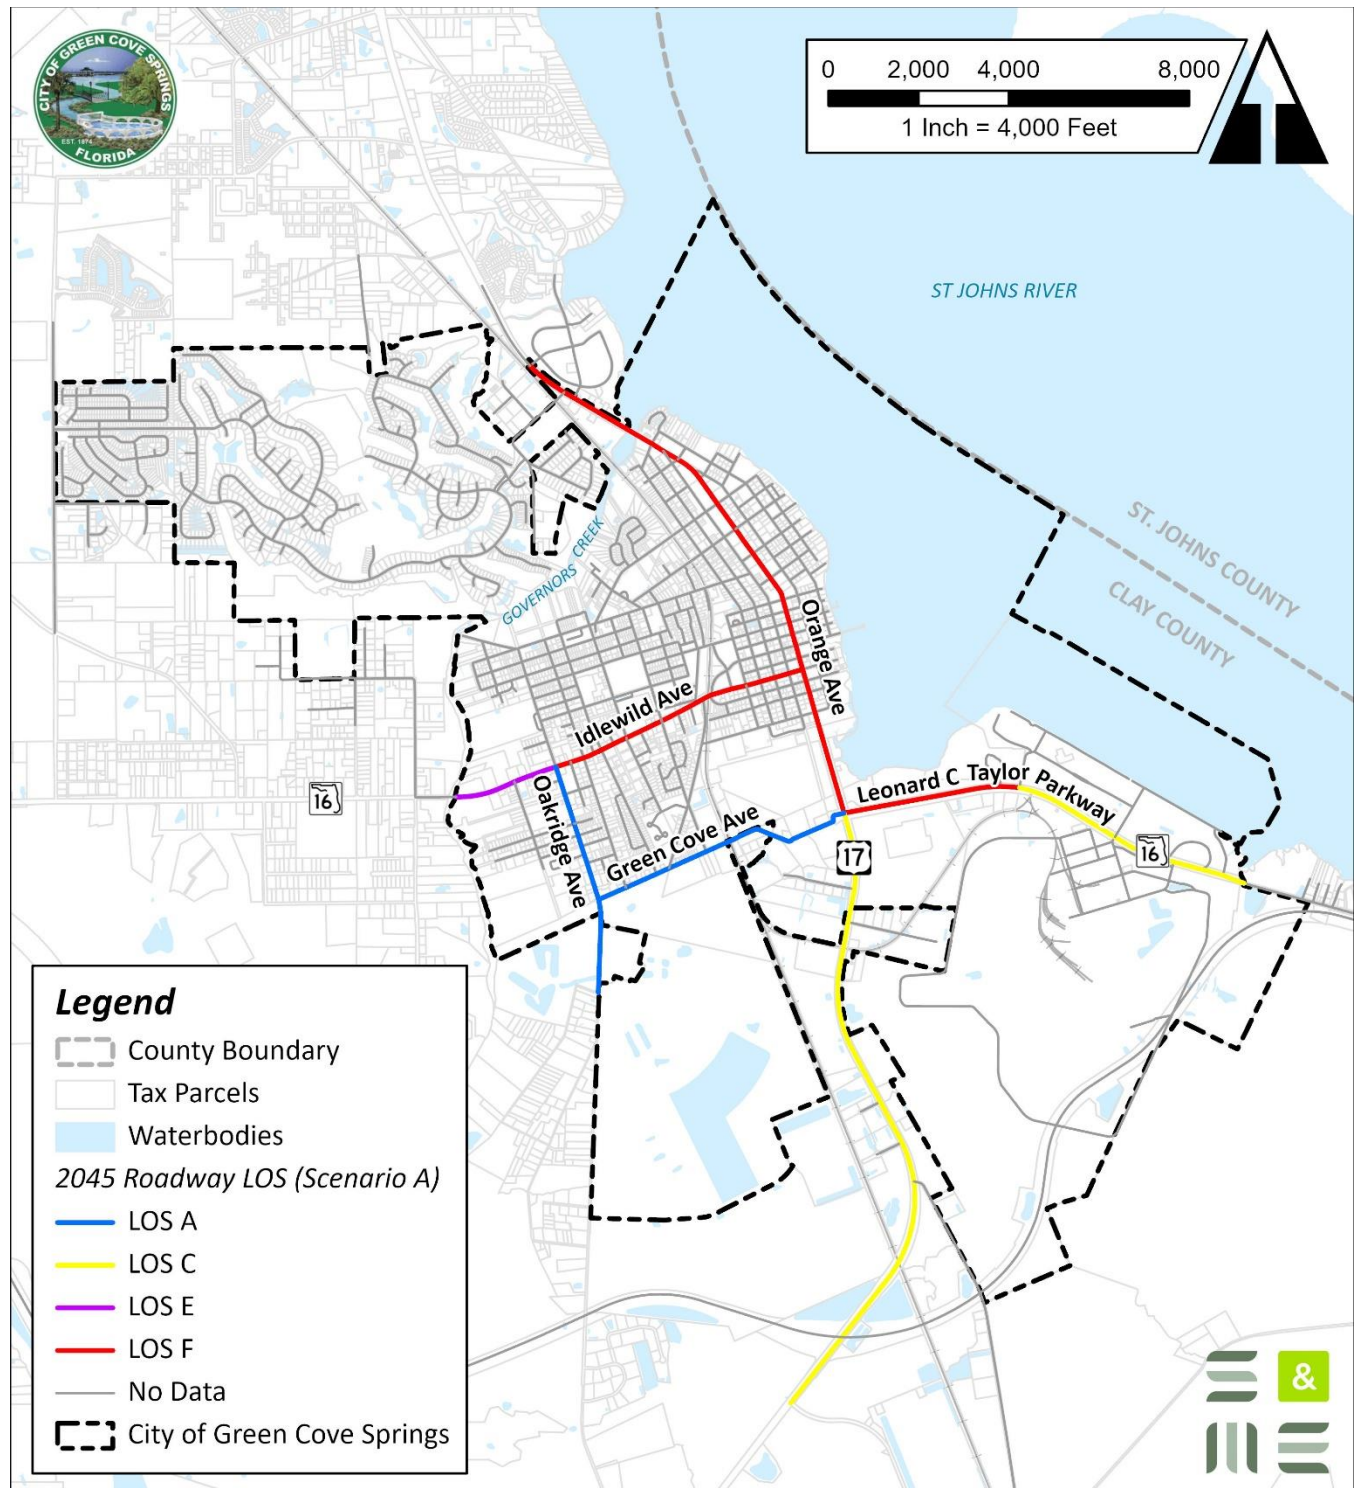 CITY OF GREEN COVE SPRINGS
EST. 1874
FLORIDA
0 2,000 4,000 8,000
1 Inch = 4,000 Feet
ST JOHNS RIVER
ST. JOHNS COUNTY
CLAY COUNTY
GOVERNORS CREEK
Orange Ave
Idlewild Ave
Leonard C Taylor Parkway
16
Oakridge Ave
Green Cove Ave
17
16
Legend
County Boundary
Tax Parcels
Waterbodies
2045 Roadway LOS (Scenario A)
LOS A
LOS C
LOS E
LOS F
No Data
City of Green Cove Springs
S &
M E